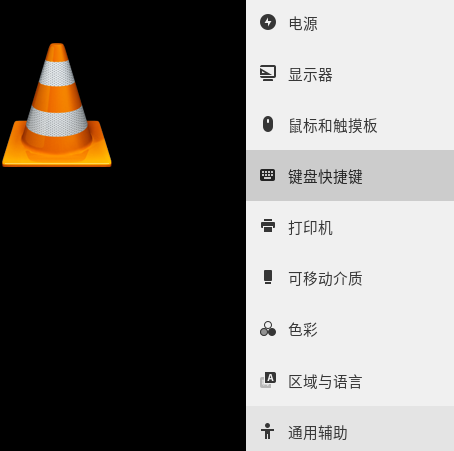 电源
显示器
鼠标和触摸板
键盘快捷键
打印机
可移动介质
色彩
区域与语言
通用辅助